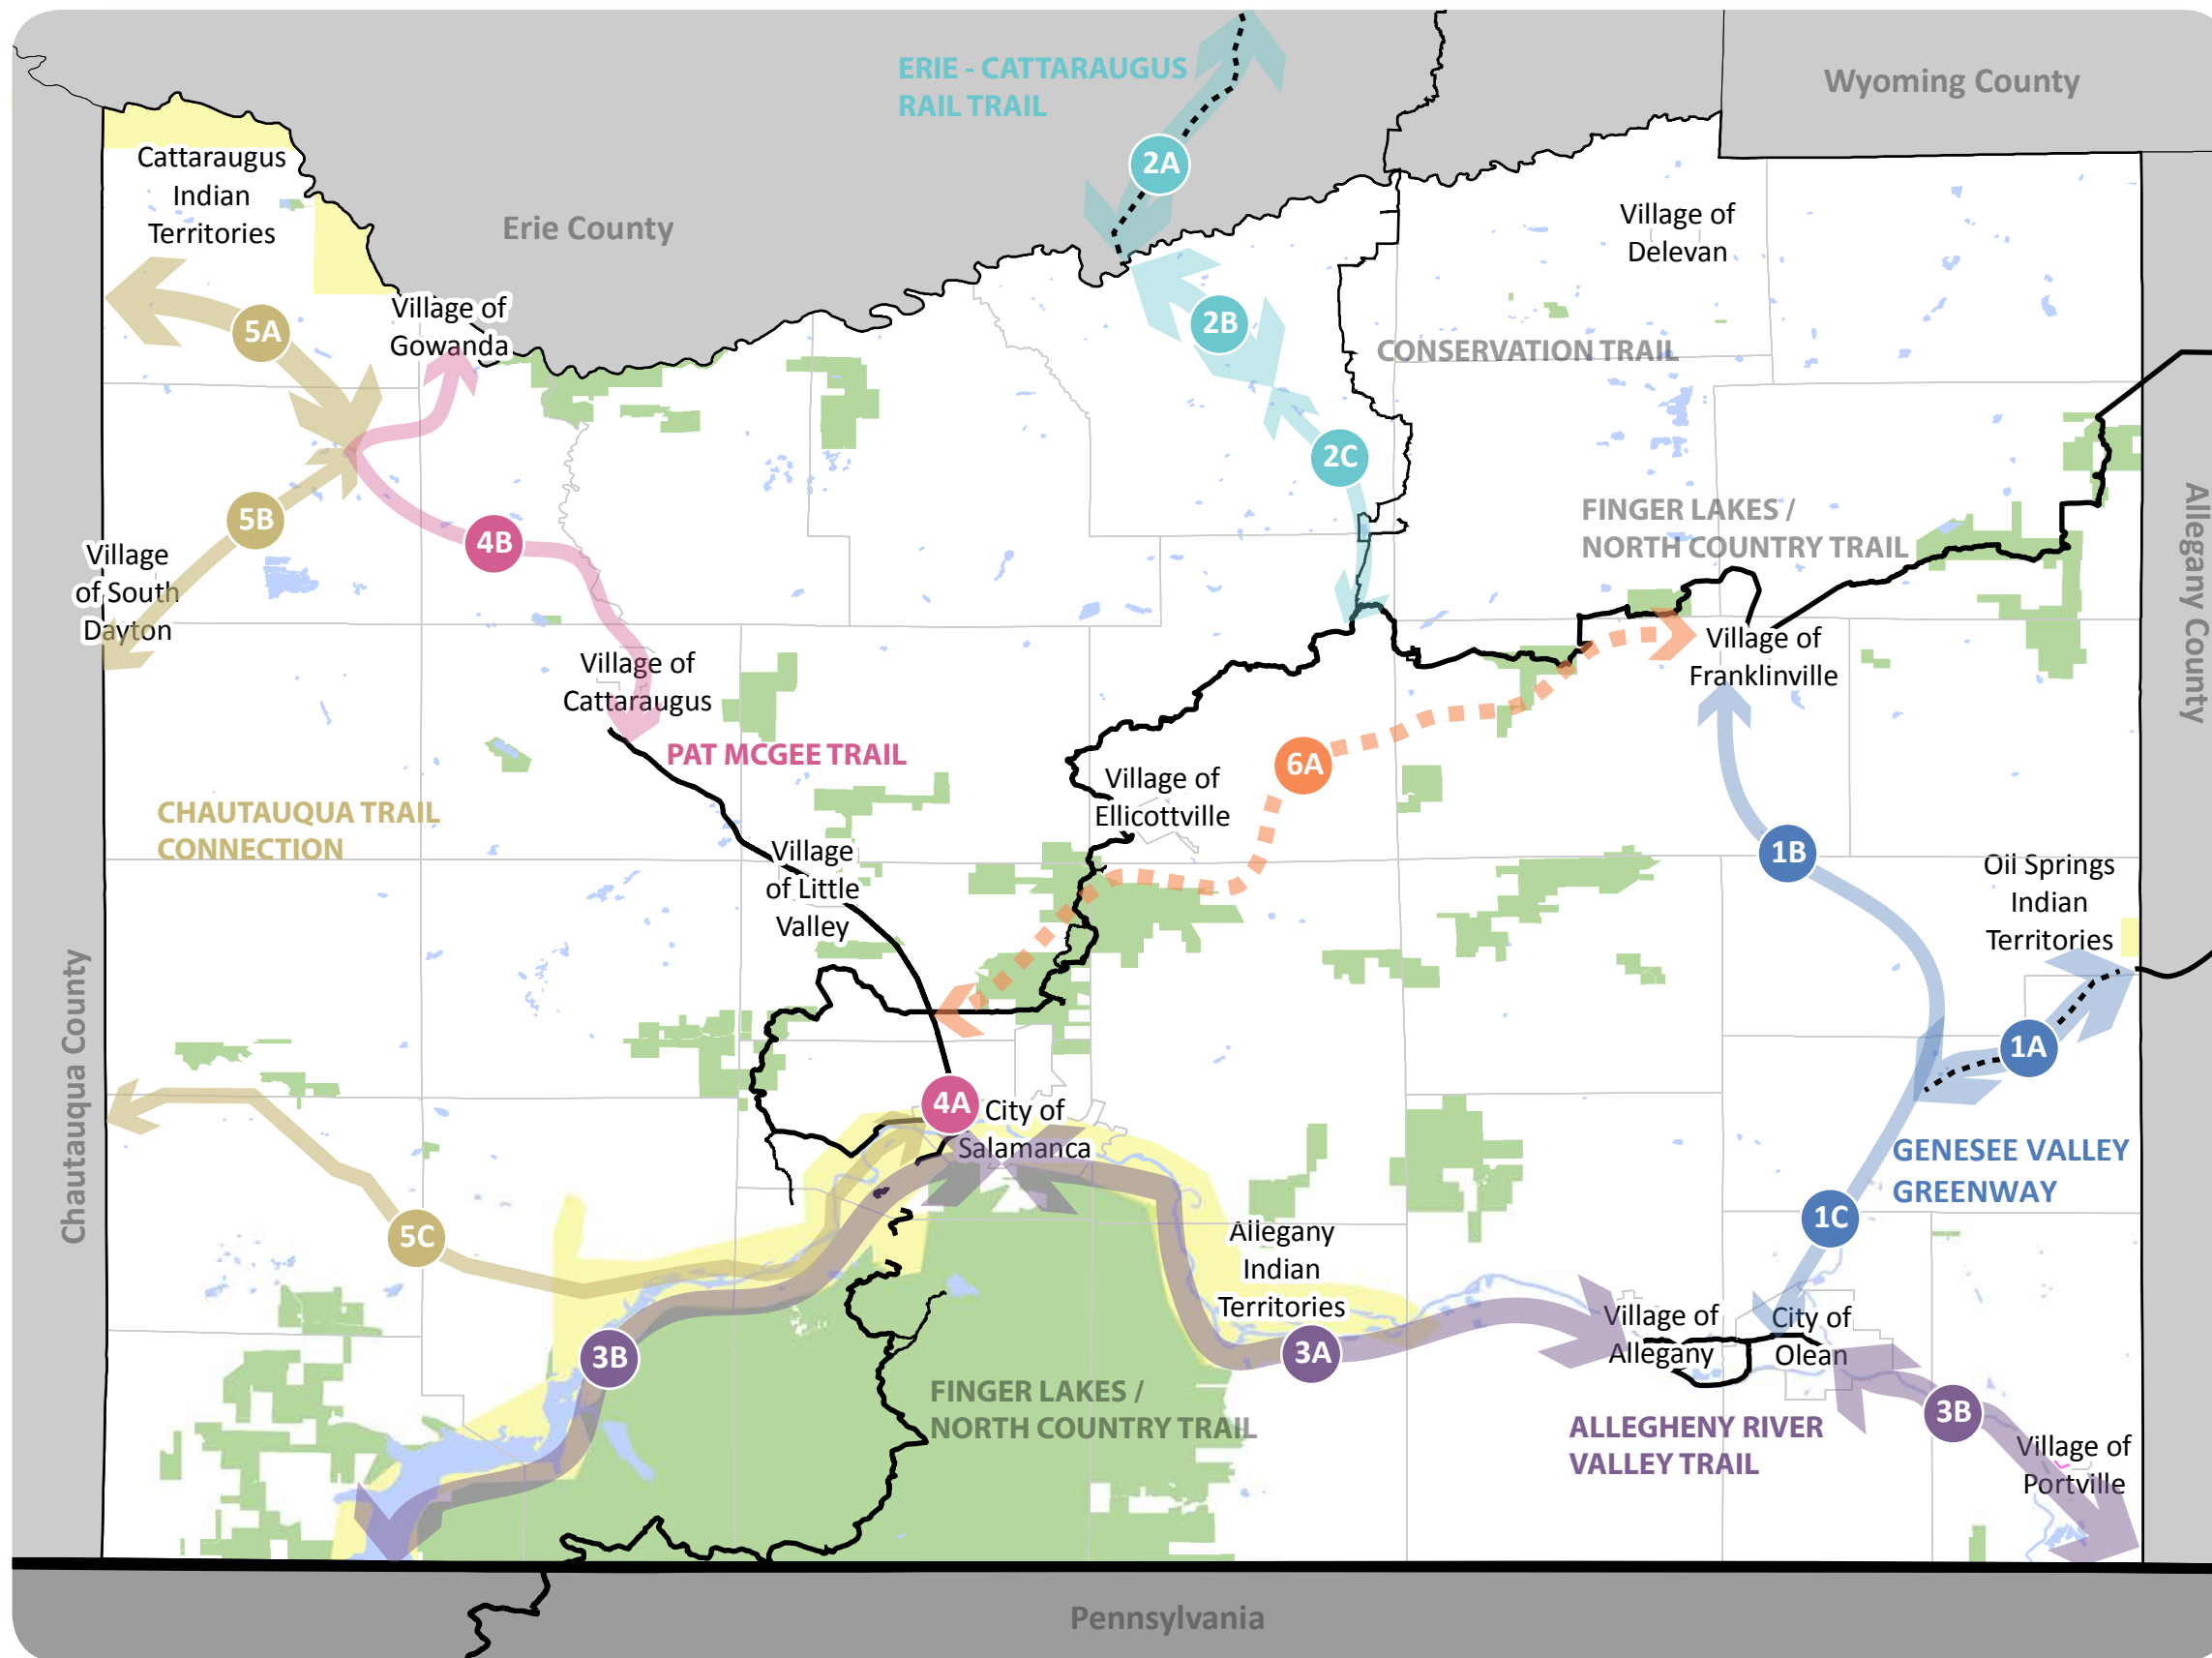 ERIE - CATTARAUGUS
RAIL TRAIL
Wyoming County
2A
Cattaraugus
Indian
Territories
Erie County
Village of
Delevan
Village of
Gowanda
5A
2B
CONSERVATION TRAIL
2C
5B
4B
FINGER LAKES /
NORTH COUNTRY TRAIL
Allegany County
Village
of South
Dayton
Village of
Cattaraugus
Village of
Franklinville
PAT MCGEE TRAIL
6A
Village of
Ellicottville
CHAUTAUQUA TRAIL
CONNECTION
Village
of Little
Valley
1B
Oil Springs
Indian
Territories
Chautauqua County
1A
4A
City of
Salamanca
GENESEE VALLEY
GREENWAY
5C
1C
Allegany
Indian
Territories
3B
3A
Village of
Allegany
City of
Olean
FINGER LAKES /
NORTH COUNTRY TRAIL
ALLEGHENY RIVER
VALLEY TRAIL
3B
Village of
Portville
Pennsylvania